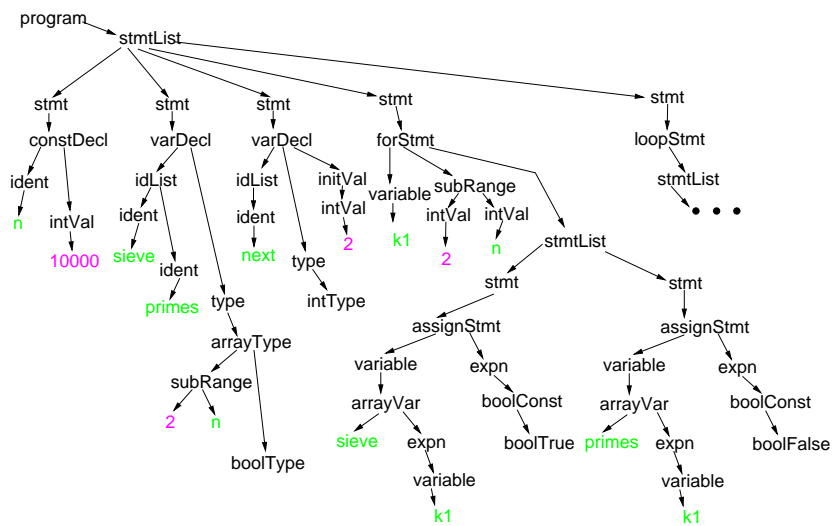 program
stmtList
stmt stmt stmt stmt stmt
constDecl varDecl varDecl forStmt loopStmt
ident idList idList initVal variable subRange stmtList
n intVal ident ident intVal k1 intVal intVal • • •
10000 sieve ident next type 2 2 n stmtList
primes type intType stmt stmt
arrayType assignStmt assignStmt
subRange variable expn variable expn
2 n arrayVar boolConst arrayVar boolConst
boolType sieve expn boolTrue primes expn boolFalse
variable variable
k1 k1